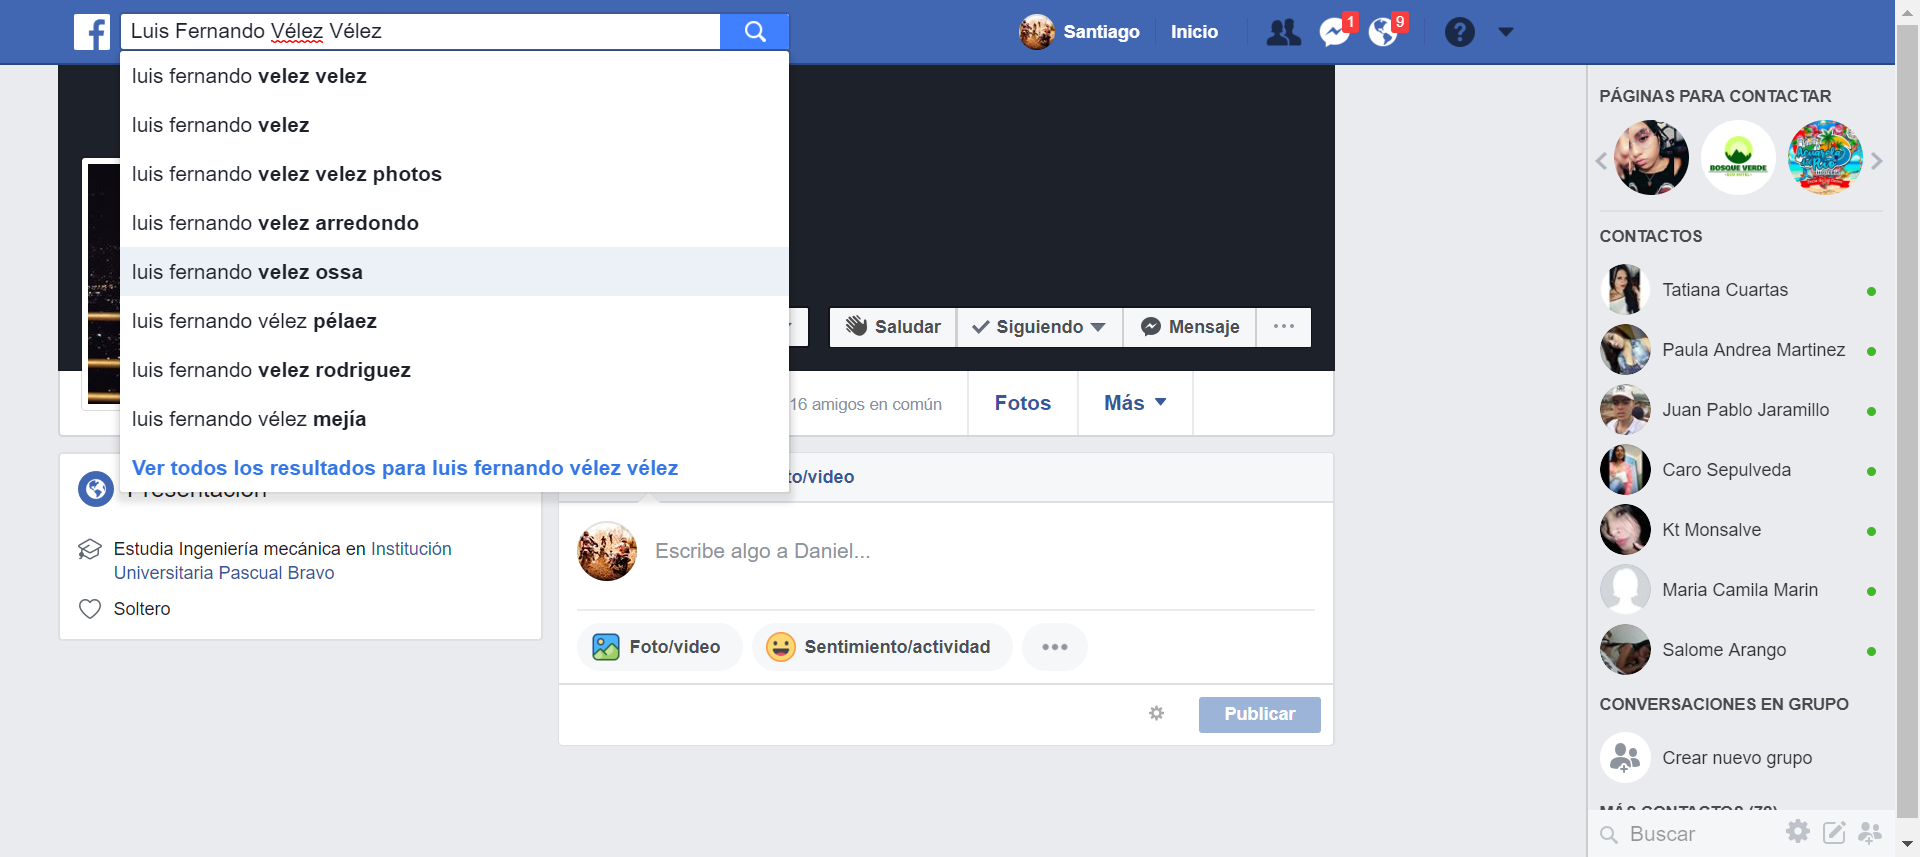 Luis Fernando Vélez Vélez
Santiago
Inicio
1
9
luis fernando velez velez
luis fernando velez
luis fernando velez velez photos
luis fernando velez arredondo
luis fernando velez ossa
luis fernando vélez pélaez
luis fernando velez rodriguez
luis fernando vélez mejía
Ver todos los resultados para luis fernando vélez vélez
Saludar
Siguiendo
Mensaje
16 amigos en común
Fotos
Más
Presentación
Estudia Ingeniería mecánica en Institución
Universitaria Pascual Bravo
Soltero
to/video
Escribe algo a Daniel...
Foto/video
Sentimiento/actividad
Publicar
PÁGINAS PARA CONTACTAR
BOSQUE VERDE
CONTACTOS
Tatiana Cuartas
Paula Andrea Martinez
Juan Pablo Jaramillo
Caro Sepulveda
Kt Monsalve
Maria Camila Marin
Salome Arango
CONVERSACIONES EN GRUPO
Crear nuevo grupo
MÁS CONTACTOS (79)
Buscar